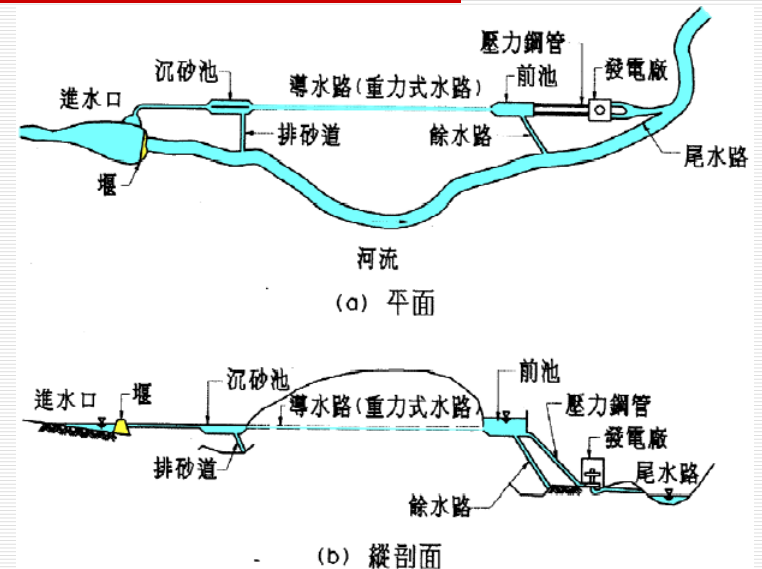 壓力鋼管
沉砂池
前池
發電廠
進水口
導水路(重力式水路)
排砂道
餘水路
尾水路
堰
河流
(a) 平面
沉砂池
前池
進水口
堰
導水路(重力式水路)
壓力鋼管
發電廠
排砂道
尾水路
餘水路
(b) 縱剖面